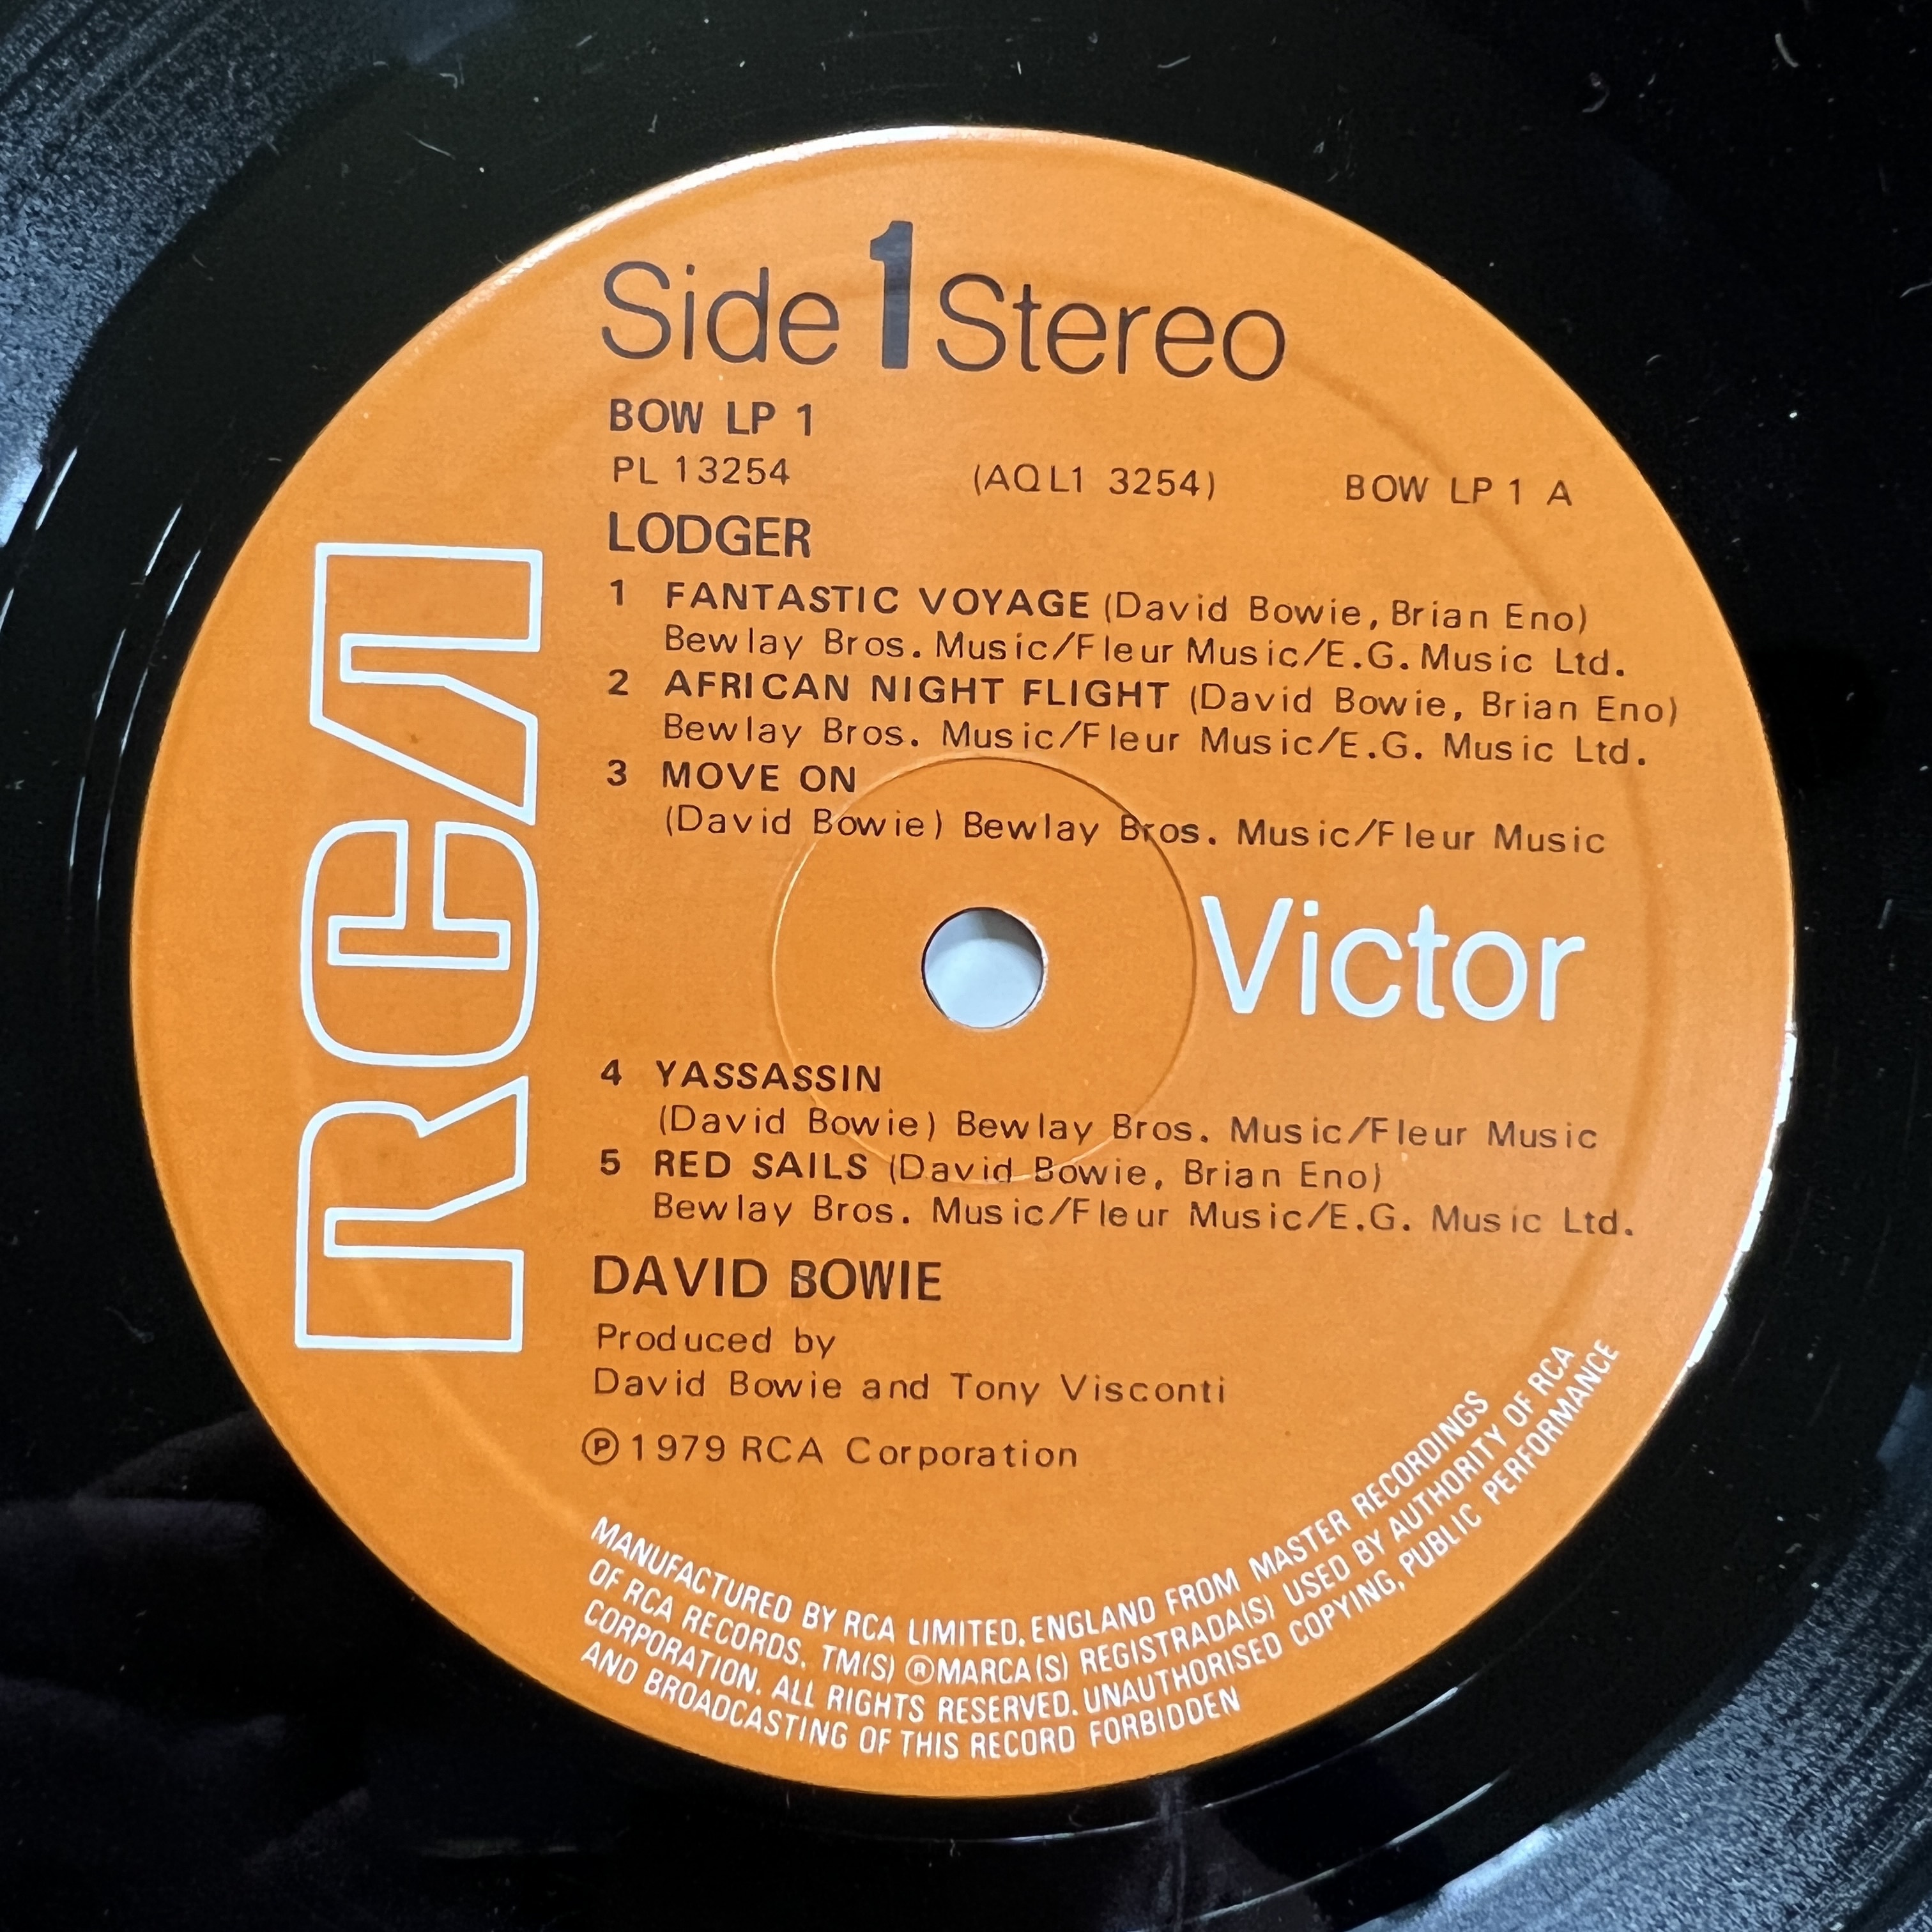 Side 1 Stereo
BOW LP 1
PL 13254 (AQL1 3254) BOW LP 1 A
LODGER
1 FANTASTIC VOYAGE (David Bowie, Brian Eno)
Bewlay Bros. Music/Fleur Music/E.G. Music Ltd.
2 AFRICAN NIGHT FLIGHT (David Bowie, Brian Eno)
Bewlay Bros. Music/Fleur Music/E.G. Music Ltd.
3 MOVE ON
(David Bowie) Bewlay Bros. Music/Fleur Music
RCA
Victor
4 YASSASSIN
(David Bowie) Bewlay Bros. Music/Fleur Music
5 RED SAILS (David Bowie, Brian Eno)
Bewlay Bros. Music/Fleur Music/E.G. Music Ltd.
DAVID BOWIE
Produced by
David Bowie and Tony Visconti
Ⓟ 1979 RCA Corporation
MANUFACTURED BY RCA LIMITED. ENGLAND FROM MASTER RECORDINGS
OF RCA RECORDS. TM(S) ®MARCA(S) REGISTRADA(S) USED BY AUTHORITY OF RCA
CORPORATION. ALL RIGHTS RESERVED. UNAUTHORISED COPYING, PUBLIC PERFORMANCE
AND BROADCASTING OF THIS RECORD FORBIDDEN